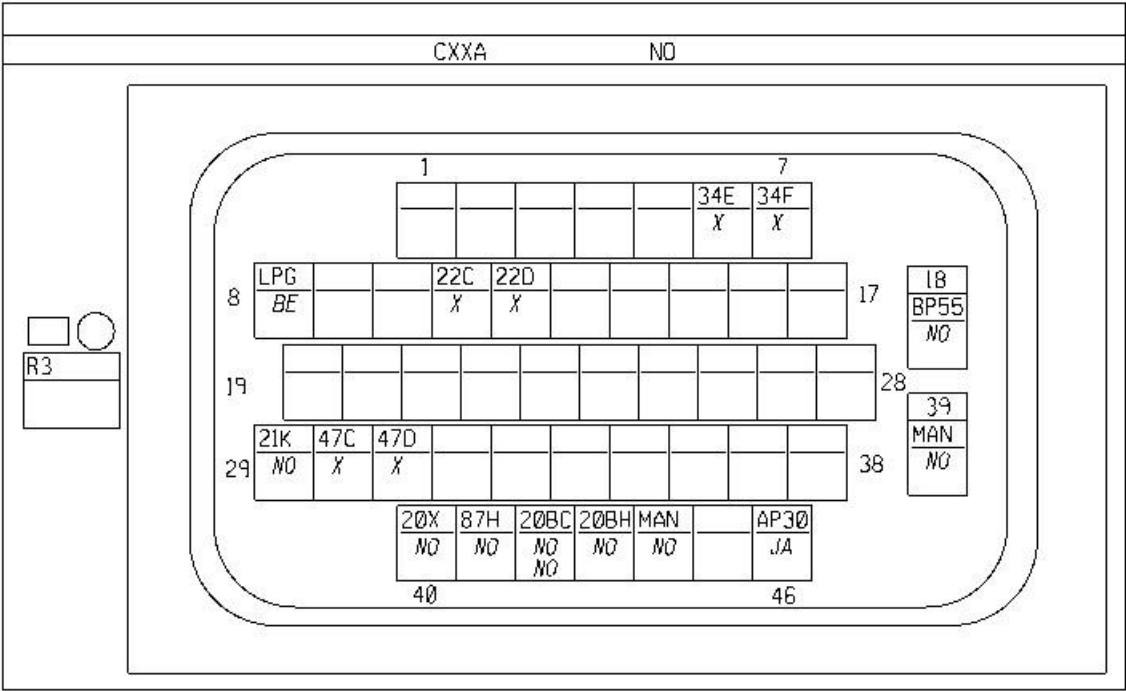 CXXA NO
1 7
34E 34F
X X
8 LPG 22C 22D 17
BE X X
18
BP55
NO
R3
19 28
39
MAN
NO
29 21K 47C 47D 38
NO X X
20X 87H 20BC 20BH MAN AP30
NO NO NO NO NO JA
NO
40 46